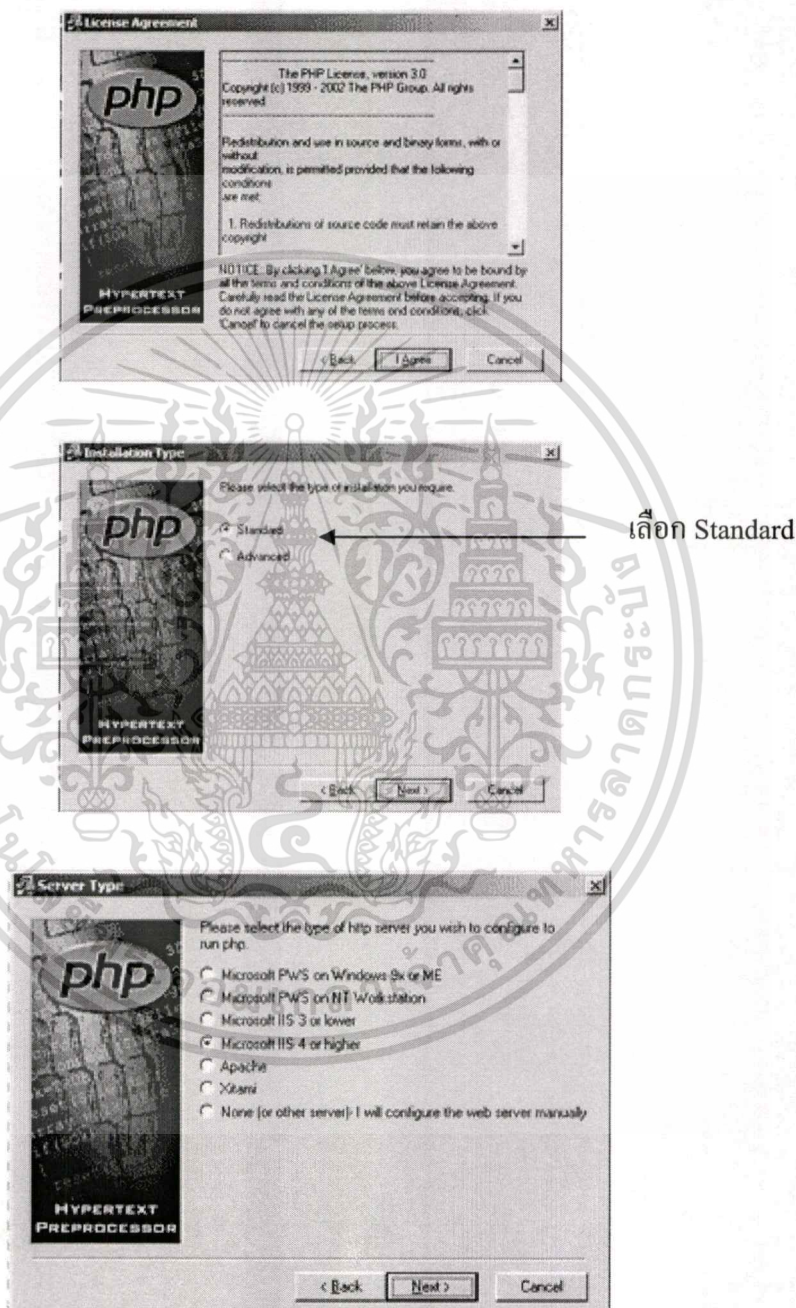 License Agreement
php
HYPERTEXT
PREPROCESSOR
The PHP License, version 3.0
Copyright (c) 1999 - 2002 The PHP Group. All rights
reserved.
Redistribution and use in source and binary forms, with or
without
modification, is permitted provided that the following
conditions
are met:
1. Redistributions of source code must retain the above
copyright
NOTICE: By clicking 'I Agree' below, you agree to be bound by
all the terms and conditions of the above License Agreement.
Carefully read the License Agreement before accepting. If you
do not agree with any of the terms and conditions, click
'Cancel' to cancel the setup process.
< Back
I Agree
Cancel
Installation Type
php
HYPERTEXT
PREPROCESSOR
Please select the type of installation you require.
Standard
Advanced
เลือก Standard
< Back
Next >
Cancel
Server Type
php
HYPERTEXT
PREPROCESSOR
Please select the type of http server you wish to configure to
run php.
Microsoft PWS on Windows 9x or ME
Microsoft PWS on NT Workstation
Microsoft IIS 3 or lower
Microsoft IIS 4 or higher
Apache
Xitami
None (or other server)- I will configure the web server manually
< Back
Next >
Cancel